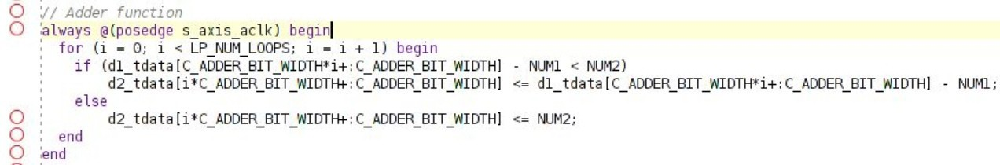 // Adder function
always @(posedge s_axis_aclk) begin
for (i = 0; i < LP_NUM_LOOPS; i = i + 1) begin
if (d1_tdata[C_ADDER_BIT_WIDTH*i+:C_ADDER_BIT_WIDTH] - NUM1 < NUM2)
d2_tdata[i*C_ADDER_BIT_WIDTH+:C_ADDER_BIT_WIDTH] <= d1_tdata[C_ADDER_BIT_WIDTH*i+:C_ADDER_BIT_WIDTH] - NUM1;
else
d2_tdata[i*C_ADDER_BIT_WIDTH+:C_ADDER_BIT_WIDTH] <= NUM2;
end
end